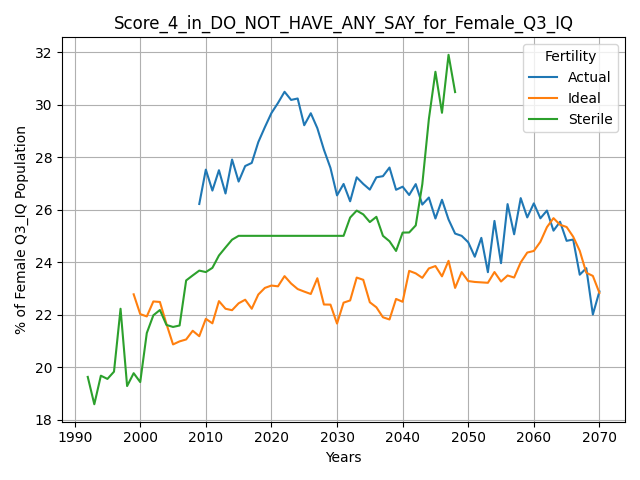 Score_4_in_DO_NOT_HAVE_ANY_SAY_for_Female_Q3_IQ
Fertility
Actual
Ideal
Sterile
% of Female Q3_IQ Population
32
30
28
26
24
22
20
18
1990 2000 2010 2020 2030 2040 2050 2060 2070
Years